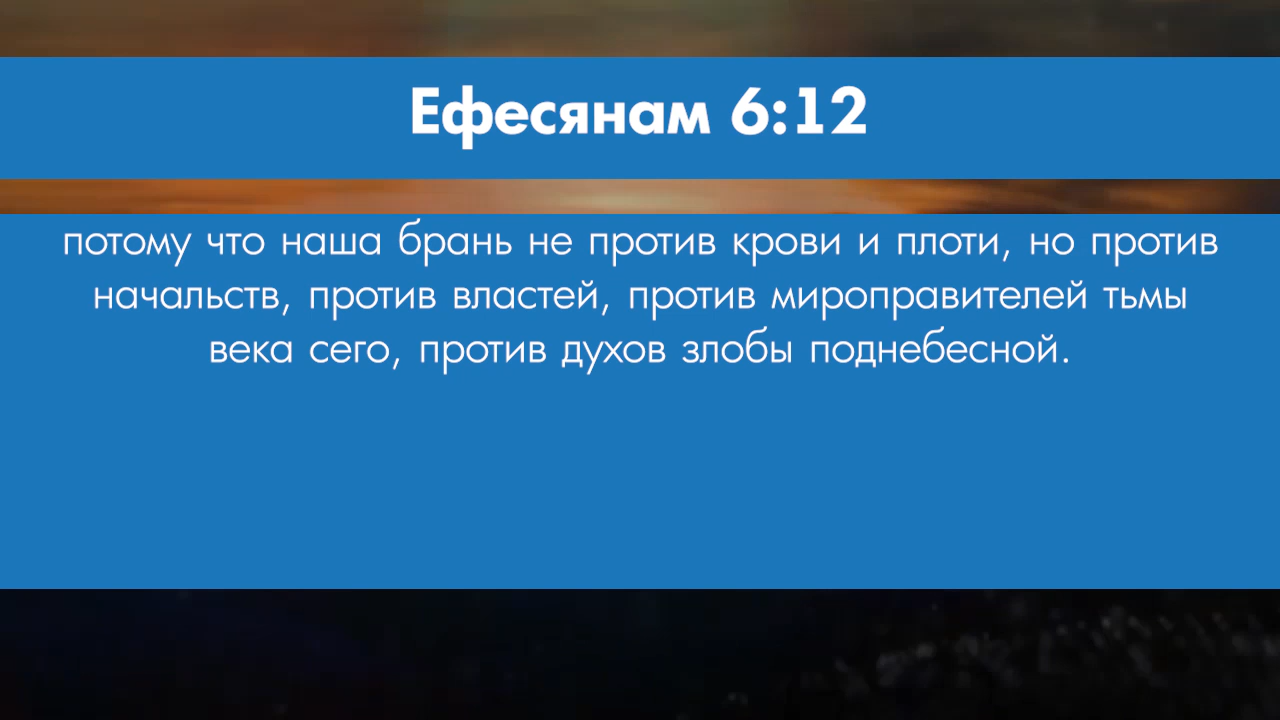 Ефесянам 6:12
потому что наша брань не против крови и плоти, но против
начальств, против властей, против мироправителей тьмы
века сего, против духов злобы поднебесной.